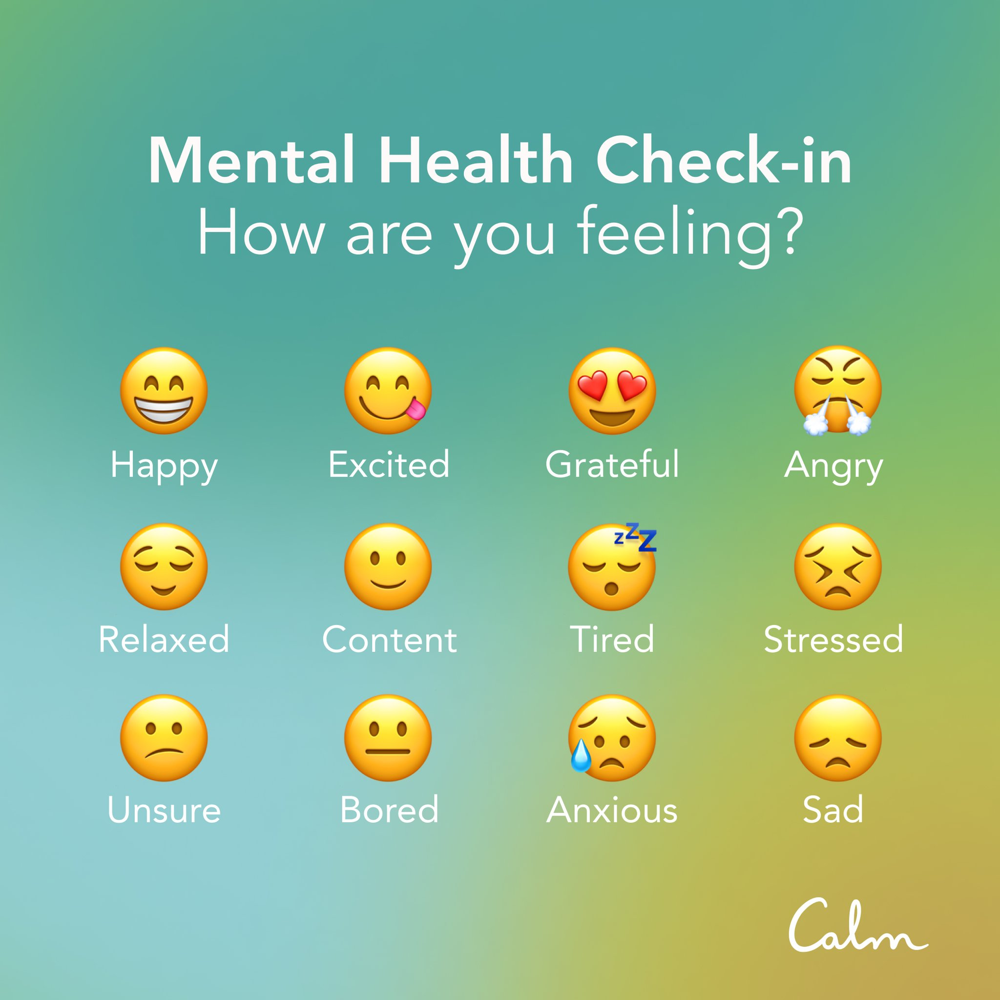 Mental Health Check-in
How are you feeling?
Happy Excited Grateful Angry
zzZ
Relaxed Content Tired Stressed
Unsure Bored Anxious Sad
Calm